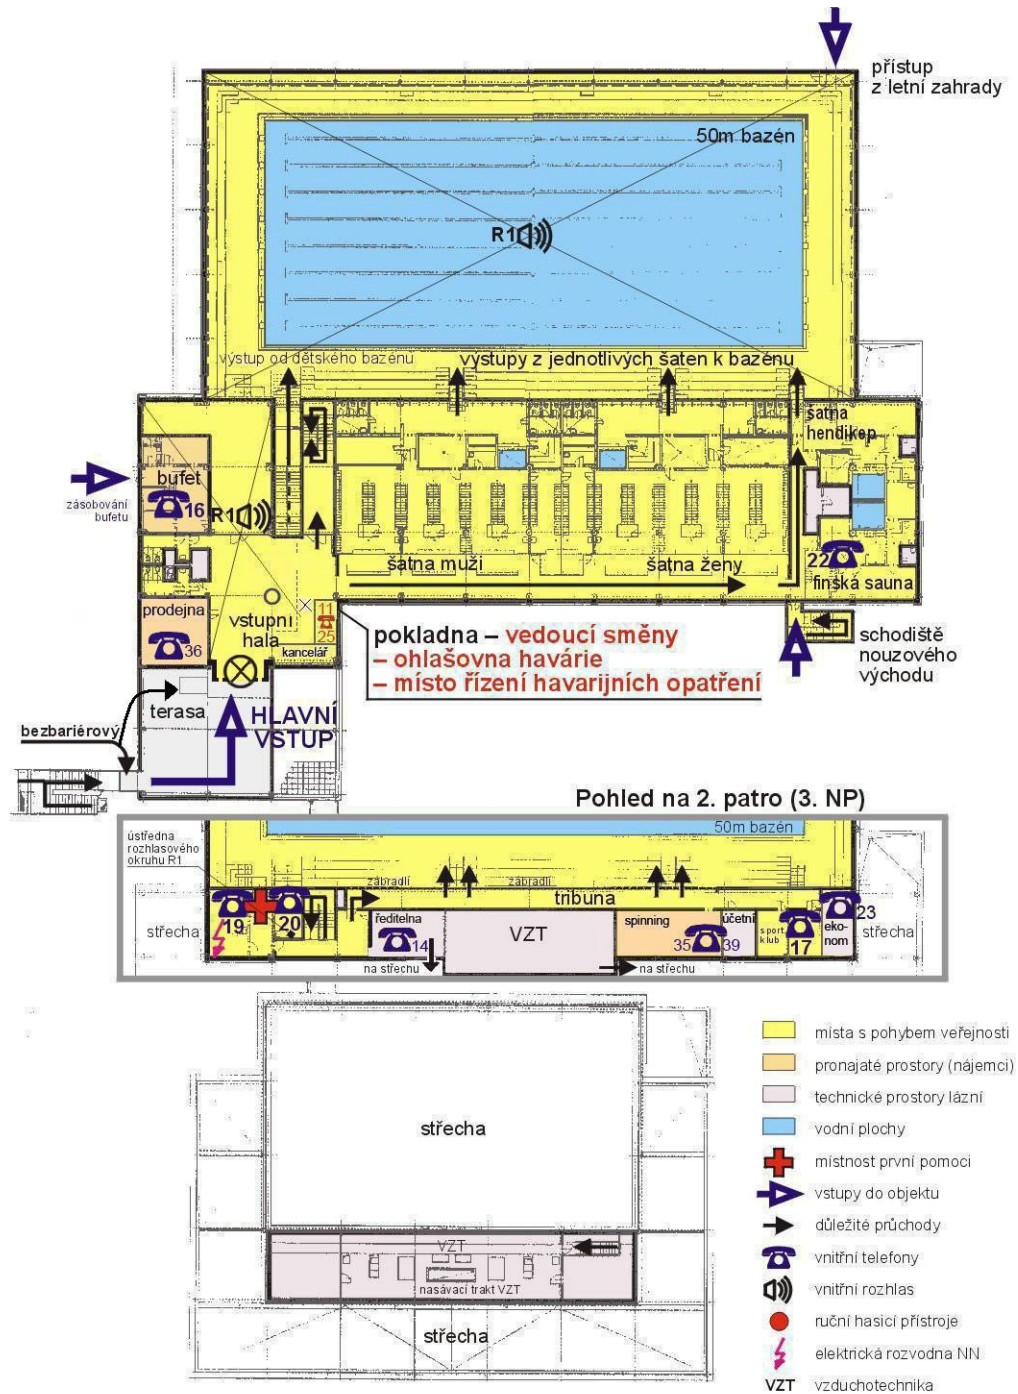 přístup
z letní zahrady
50m bazén
R1
výstup od dětského bazénu
výstupy z jednotlivých šaten k bazénu
šatna
hendikep
bufet
16
zásobování
bufetu
R1
šatna muži
šatna ženy
22
finská sauna
prodejna
36
vstupní
hala
11
25
kancelář
pokladna – vedoucí směny
– ohlašovna havárie
– místo řízení havarijních opatření
schodiště
nouzového
východu
terasa
HLAVNÍ
VSTUP
bezbariérový
Pohled na 2. patro (3. NP)
ústředna
rozhlasového
okruhu R1
50m bazén
zábradlí
zábradlí
tribuna
19
20
střecha
ředitelna
14
na střechu
VZT
spinning
35
účetní
39
sport.
klub
17
eko-
nom
23
střecha
na střechu
střecha
VZT
nasávací trakt VZT
střecha
místa s pohybem veřejnosti
pronajaté prostory (nájemci)
technické prostory lázní
vodní plochy
místnost první pomoci
vstupy do objektu
důležité průchody
vnitřní telefony
vnitřní rozhlas
ruční hasicí přístroje
elektrická rozvodna NN
VZT vzduchotechnika